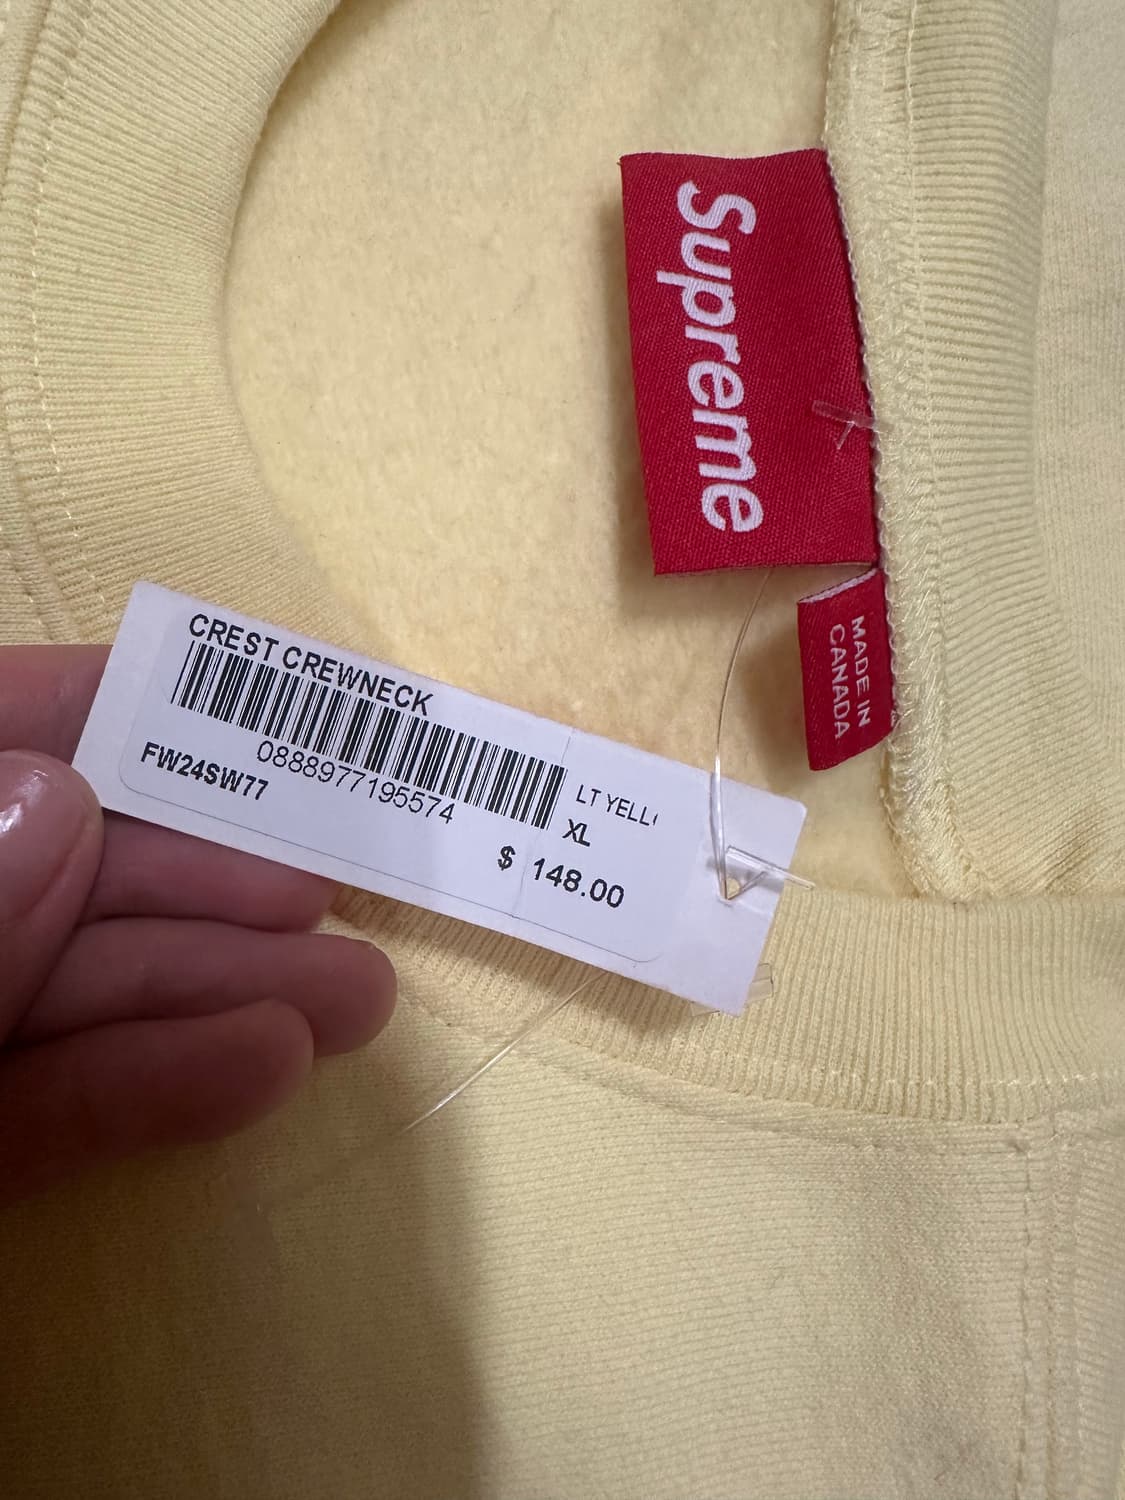 Supreme
MADE IN
CANADA
CREST CREWNECK
0888977195574
FW24SW77
LT YELL
XL
$ 148.00